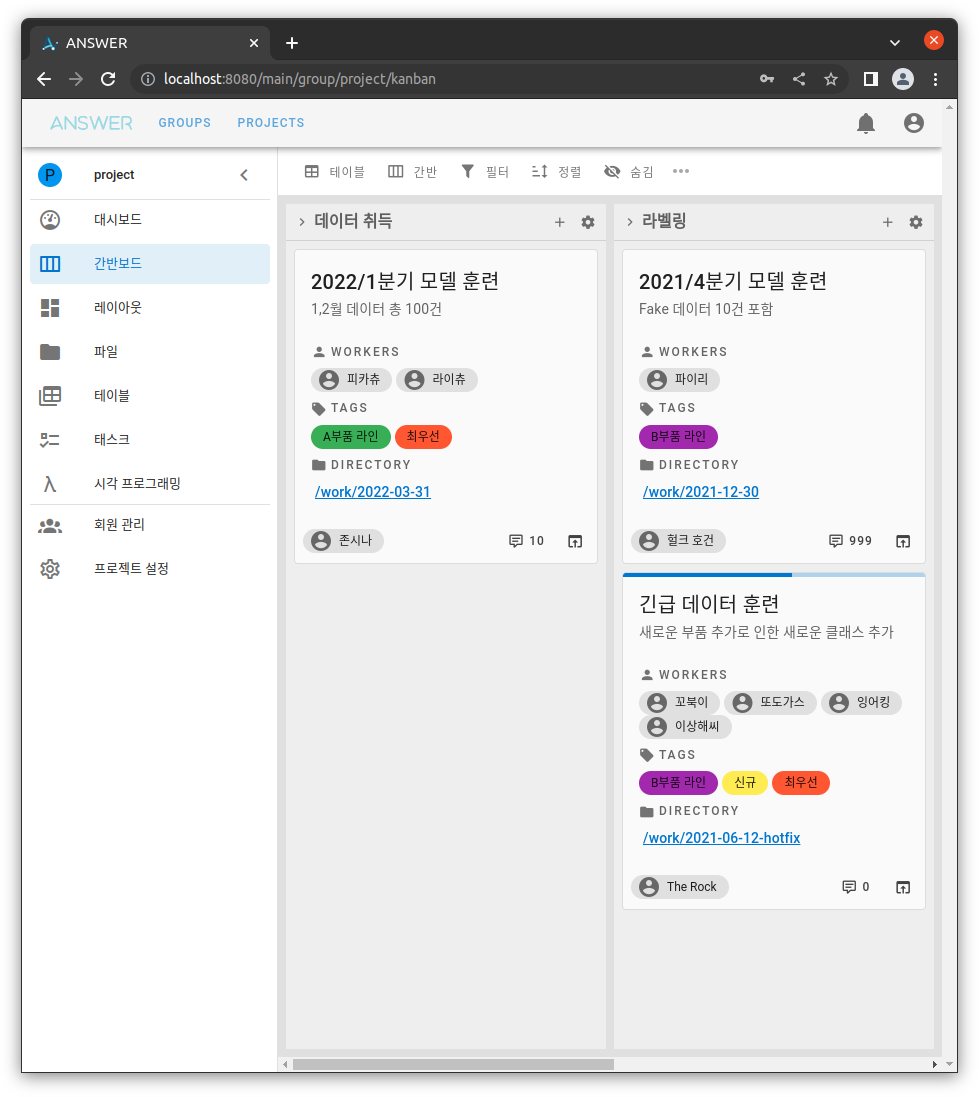 ANSWER
localhost:8080/main/group/project/kanban
ANSWER GROUPS PROJECTS
P project
대시보드
간반보드
레이아웃
파일
테이블
태스크
시각 프로그래밍
회원 관리
프로젝트 설정
테이블 간반 필터 정렬 숨김
데이터 취득
2022/1분기 모델 훈련
1,2월 데이터 총 100건
WORKERS
피카츄 라이츄
TAGS
A부품 라인 최우선
DIRECTORY
/work/2022-03-31
존시나 10
라벨링
2021/4분기 모델 훈련
Fake 데이터 10건 포함
WORKERS
파이리
TAGS
B부품 라인
DIRECTORY
/work/2021-12-30
헐크 호건 999
긴급 데이터 훈련
새로운 부품 추가로 인한 새로운 클래스 추가
WORKERS
꼬북이 또도가스 잉어킹
이상해씨
TAGS
B부품 라인 신규 최우선
DIRECTORY
/work/2021-06-12-hotfix
The Rock 0